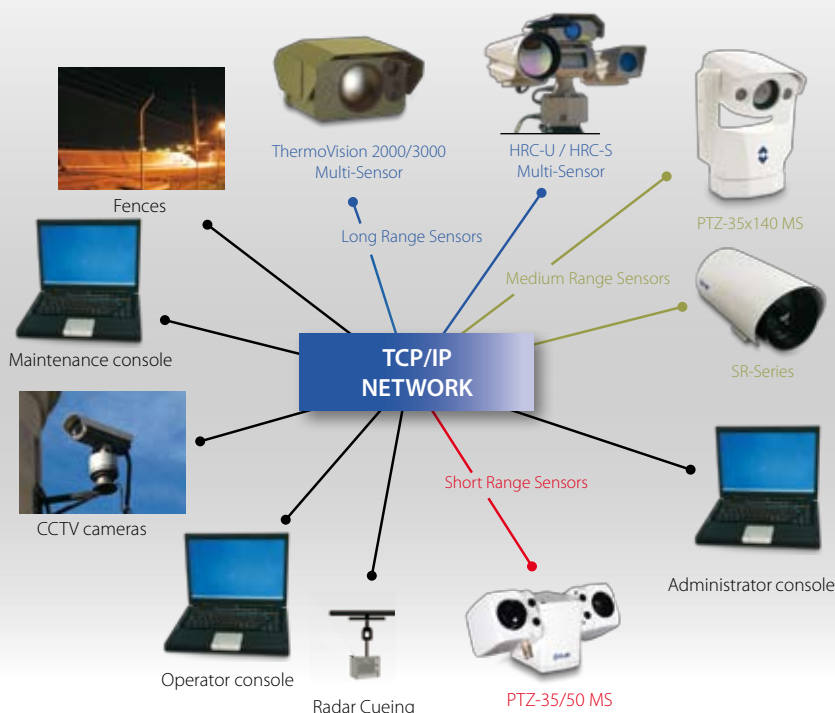 ThermoVision 2000/3000
Multi-Sensor
HRC-U / HRC-S
Multi-Sensor
Fences
PTZ-35x140 MS
Long Range Sensors
Medium Range Sensors
Maintenance console
TCP/IP
NETWORK
SR-Series
Short Range Sensors
CCTV cameras
Administrator console
Operator console
Radar Cueing
PTZ-35/50 MS